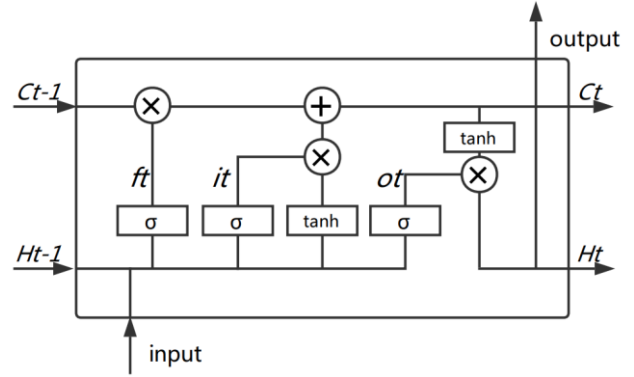 output
Ct-1
Ct
×
+
tanh
×
×
ft
it
ot
σ
σ
tanh
σ
Ht-1
Ht
input